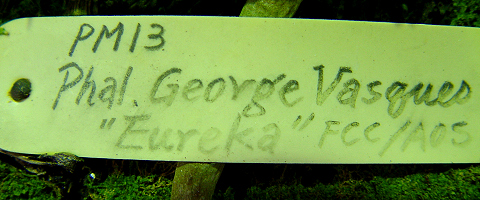 PM13
Phal. George Vasques
"Eureka" FCC/AOS